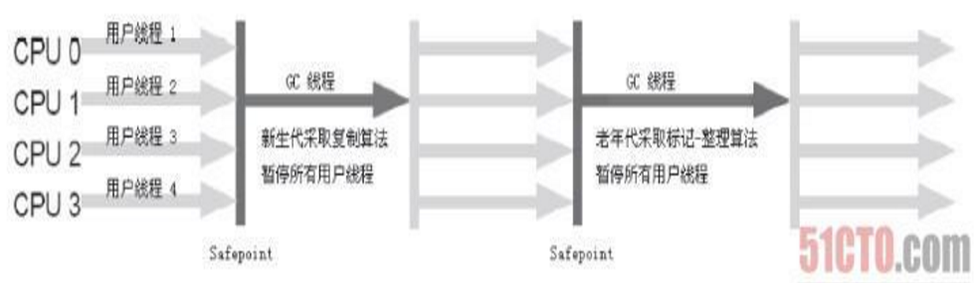 CPU 0 用户线程 1
CPU 1 用户线程 2
CPU 2 用户线程 3
CPU 3 用户线程 4
GC 线程
新生代采取复制算法
暂停所有用户线程
Safepoint
GC 线程
老年代采取标记-整理算法
暂停所有用户线程
Safepoint
51CTO.com